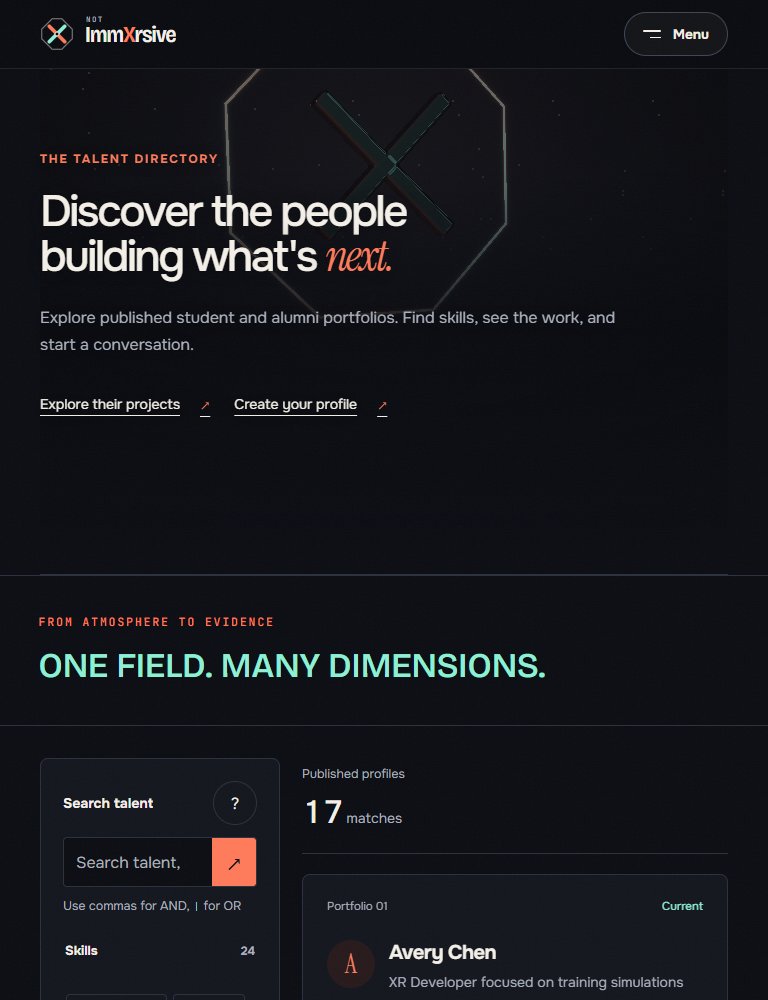 NOT
ImmXrsive
Menu
THE TALENT DIRECTORY
Discover the people
building what's next.
Explore published student and alumni portfolios. Find skills, see the work, and
start a conversation.
Explore their projects ↗ Create your profile ↗
FROM ATMOSPHERE TO EVIDENCE
ONE FIELD. MANY DIMENSIONS.
Search talent ?
Search talent, ↗
Use commas for AND, | for OR
Skills 24
Published profiles
17 matches
Portfolio 01 Current
A
Avery Chen
XR Developer focused on training simulations